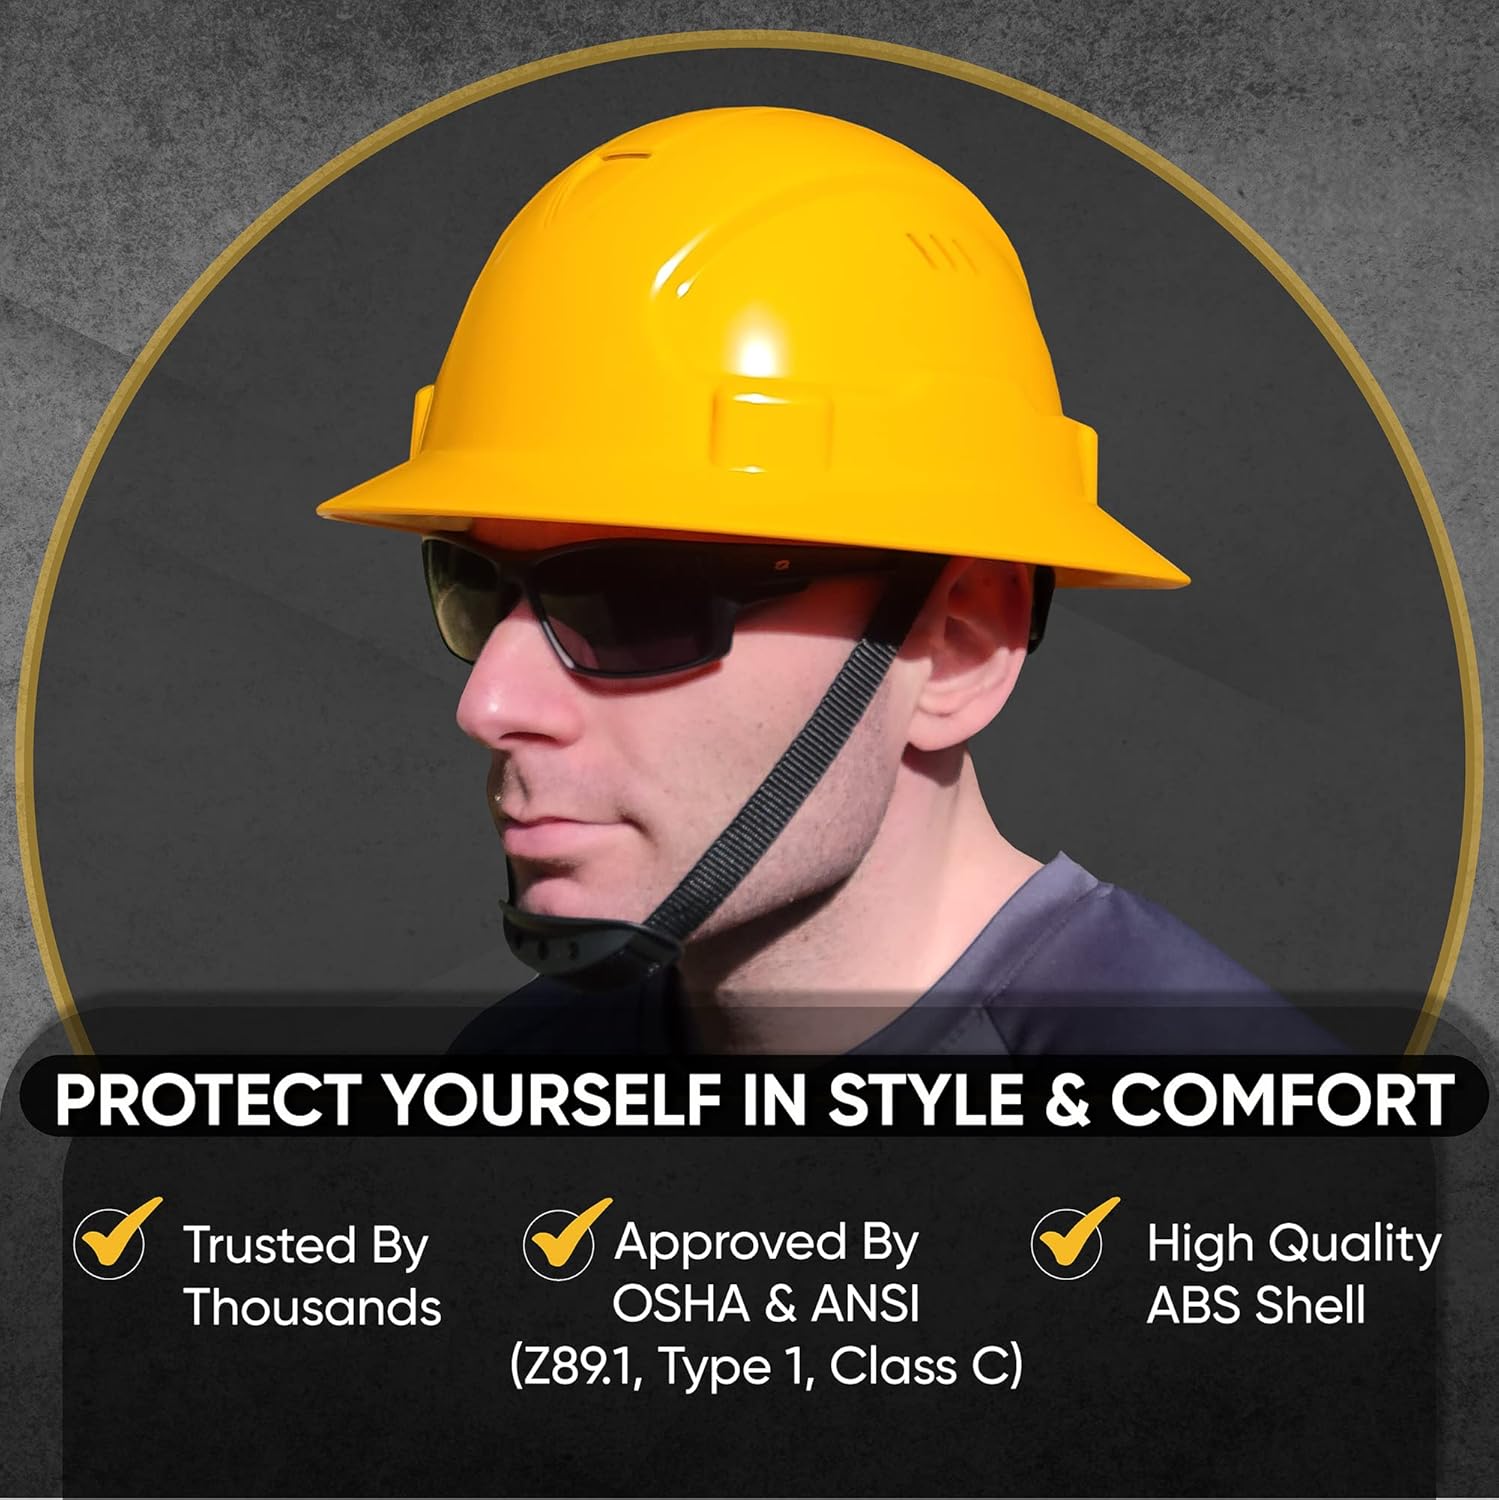 PROTECT YOURSELF IN STYLE & COMFORT
Trusted By
Thousands
Approved By
OSHA & ANSI
(Z89.1, Type 1, Class C)
High Quality
ABS Shell